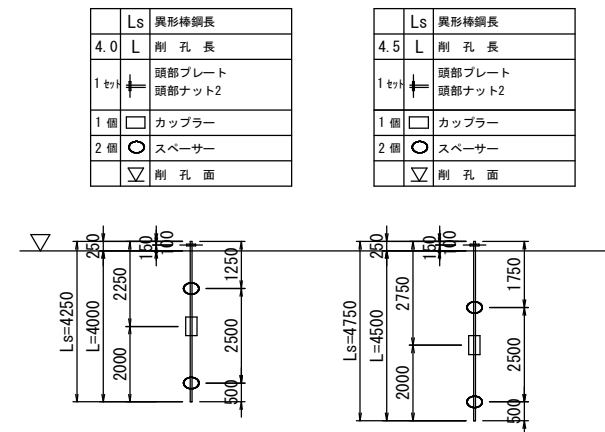 Ls 異形棒鋼長
4.0 L 削 孔 長
1 セット 頭部プレート
頭部ナット2
1 個 カップラー
2 個 スペーサー
削 孔 面
Ls 異形棒鋼長
4.5 L 削 孔 長
1 セット 頭部プレート
頭部ナット2
1 個 カップラー
2 個 スペーサー
削 孔 面
Ls=4250
L=4000
250
2250
2000
150
100
1250
2500
500
Ls=4750
L=4500
250
2750
2000
150
100
1750
2500
500